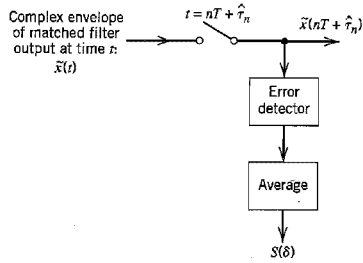 Complex envelope
of matched filter
output at time t:
x̃(t)
t = nT + τ̂ₙ
x̃(nT + τ̂ₙ)
Error
detector
Average
S(δ)